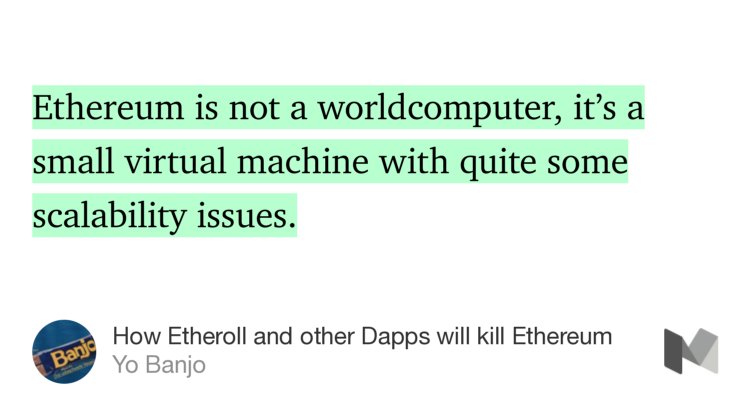 Ethereum is not a worldcomputer, it’s a
small virtual machine with quite some
scalability issues.
Banjo
How Etheroll and other Dapps will kill Ethereum
Yo Banjo